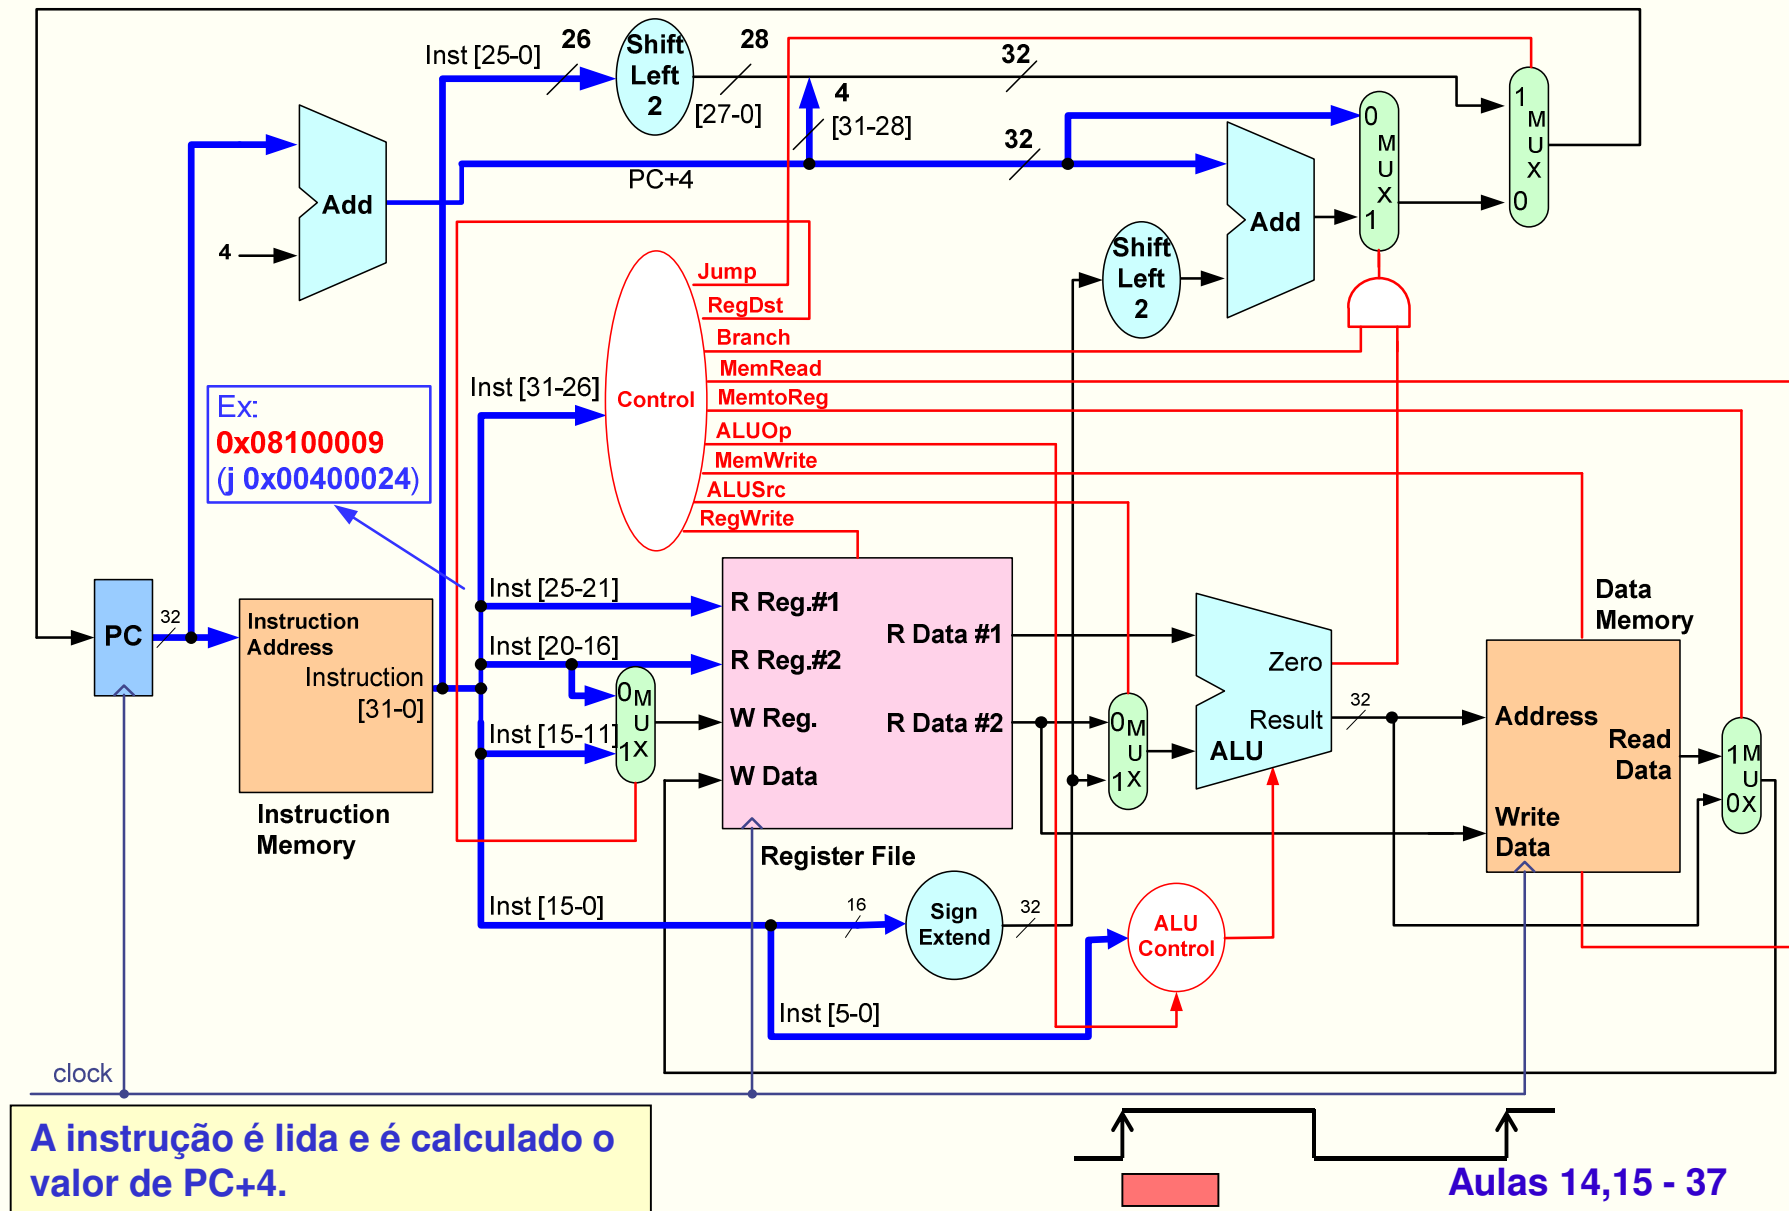 Inst [25-0]
26
Shift
Left
2
28
[27-0]
4
[31-28]
32
32
PC+4
Add
4
Add
Shift
Left
2
0
M
U
X
1
1
M
U
X
0
Jump
RegDst
Branch
MemRead
MemtoReg
ALUOp
MemWrite
ALUSrc
RegWrite
Control
Inst [31-26]
Ex:
0x08100009
(j 0x00400024)
PC
32
Instruction
Address
Instruction
[31-0]
Instruction
Memory
Inst [25-21]
Inst [20-16]
Inst [15-11]
0
M
U
X
1
R Reg.#1
R Reg.#2
W Reg.
W Data
R Data #1
R Data #2
Register File
0
M
U
X
1
Zero
Result
ALU
32
Data
Memory
Address
Read
Data
Write
Data
1
M
U
X
0
Inst [15-0]
16
Sign
Extend
32
ALU
Control
Inst [5-0]
clock
A instrução é lida e é calculado o
valor de PC+4.
Aulas 14,15 - 37